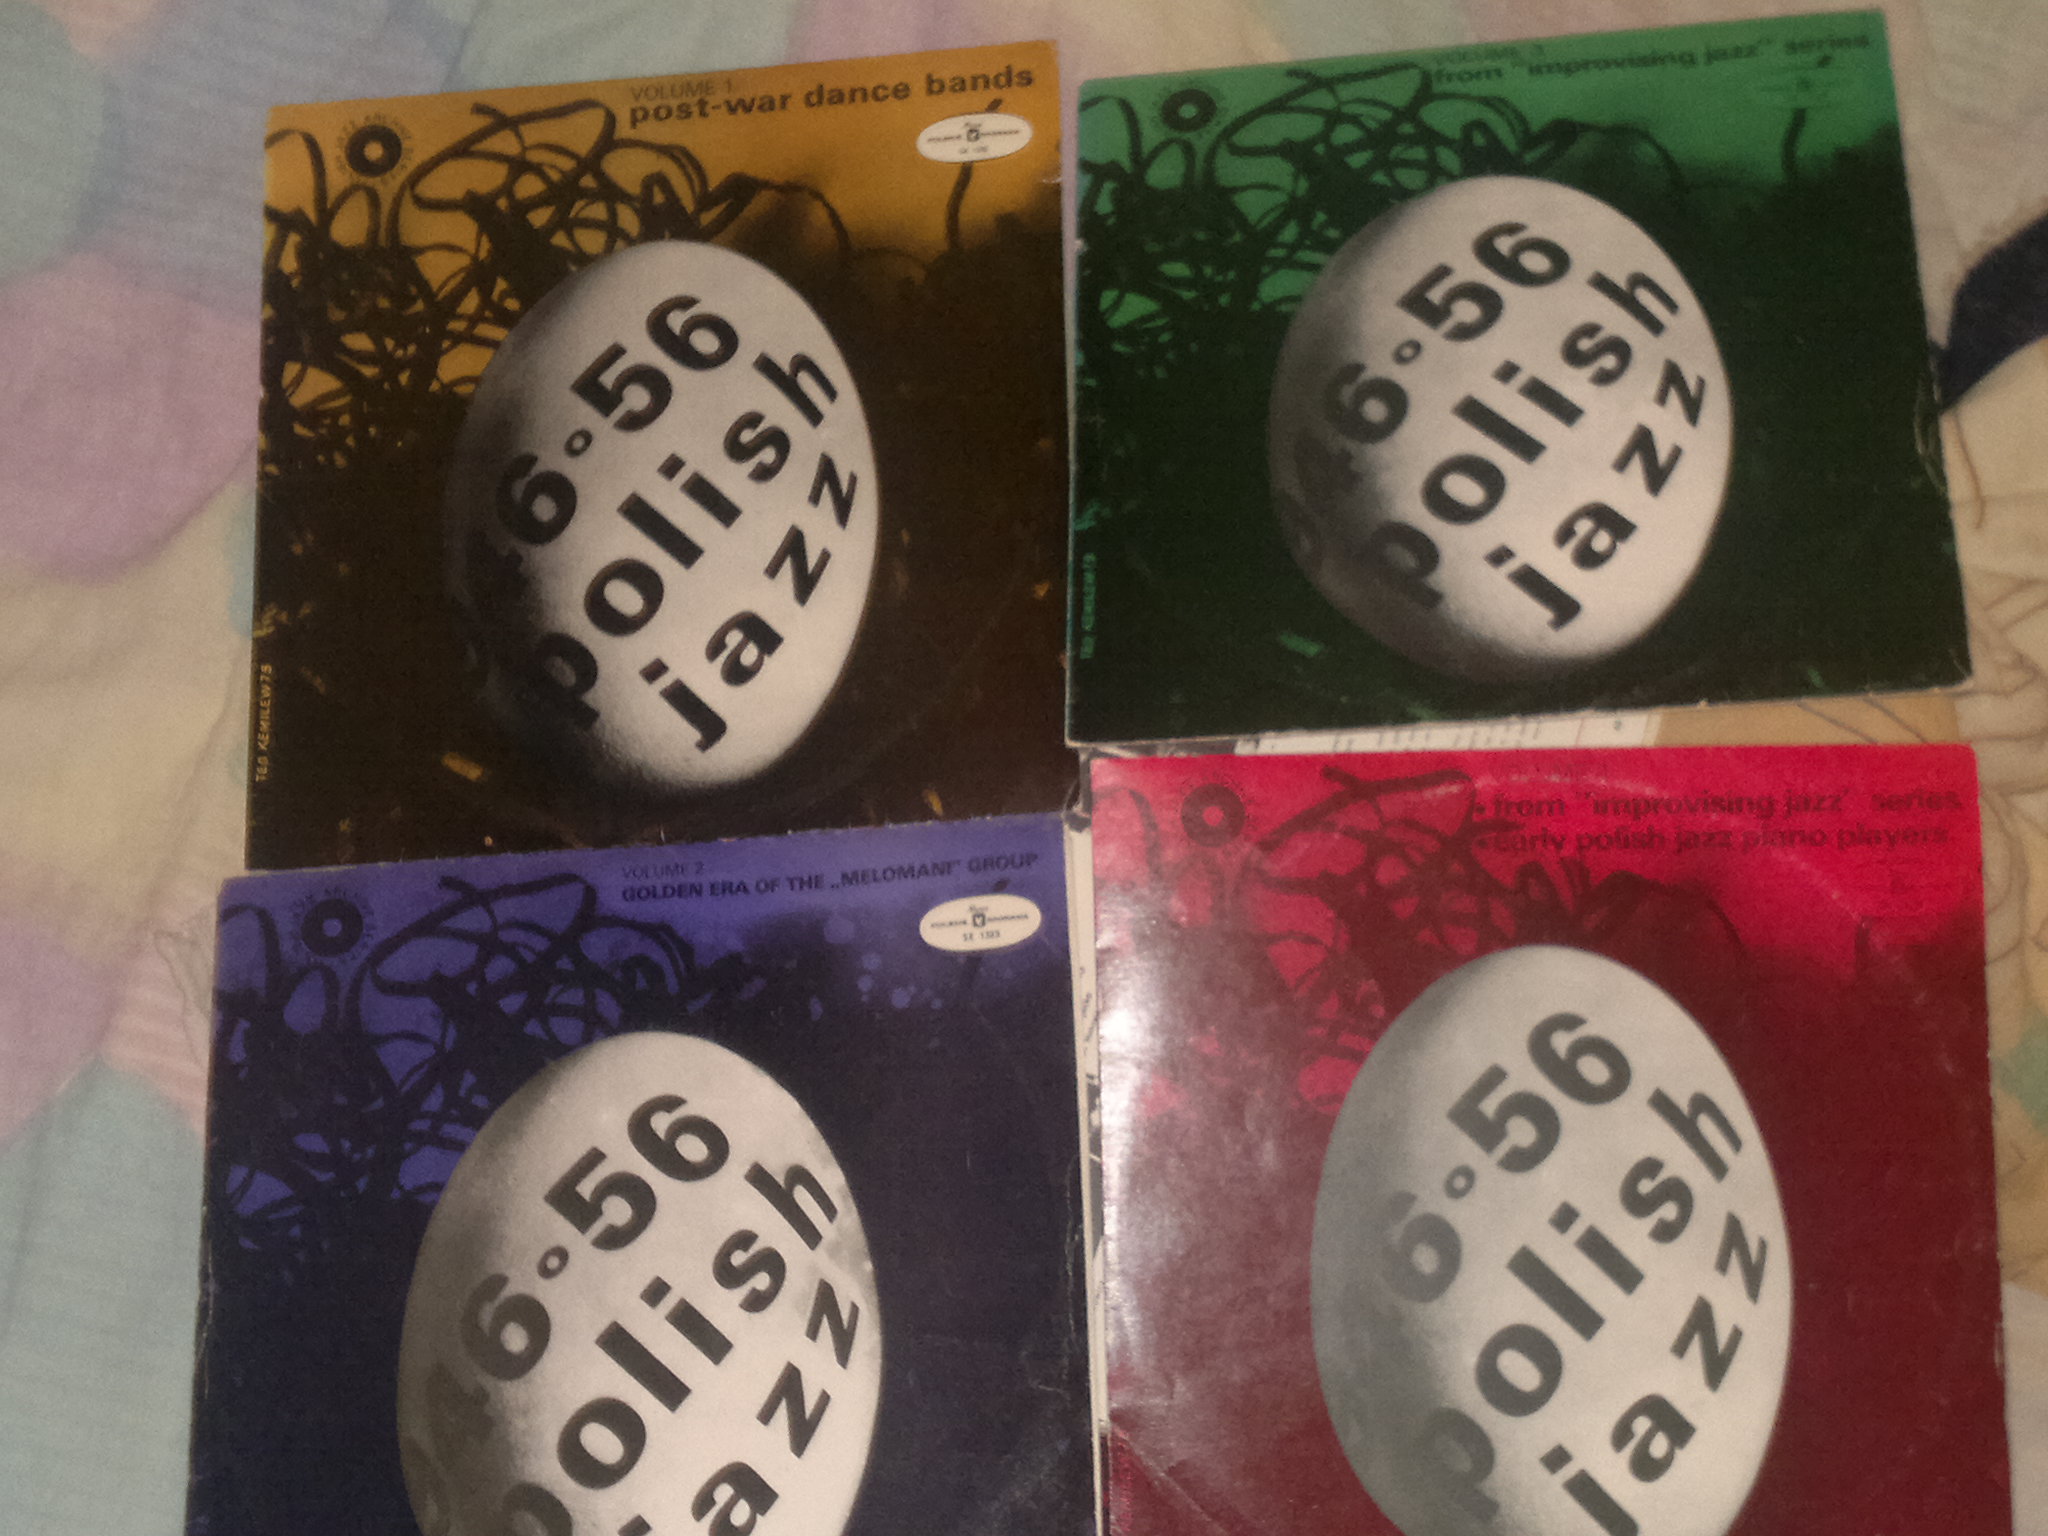 VOLUME 1.
post-war dance bands
6∘56
polish
jazz
VOLUME 3.
from "improvising jazz" series
6∘56
polish
jazz
VOLUME 2.
GOLDEN ERA OF THE „MELOMANI" GROUP
6∘56
polish
jazz
• from "improvising jazz" series
• early polish jazz piano players.
6∘56
polish
jazz